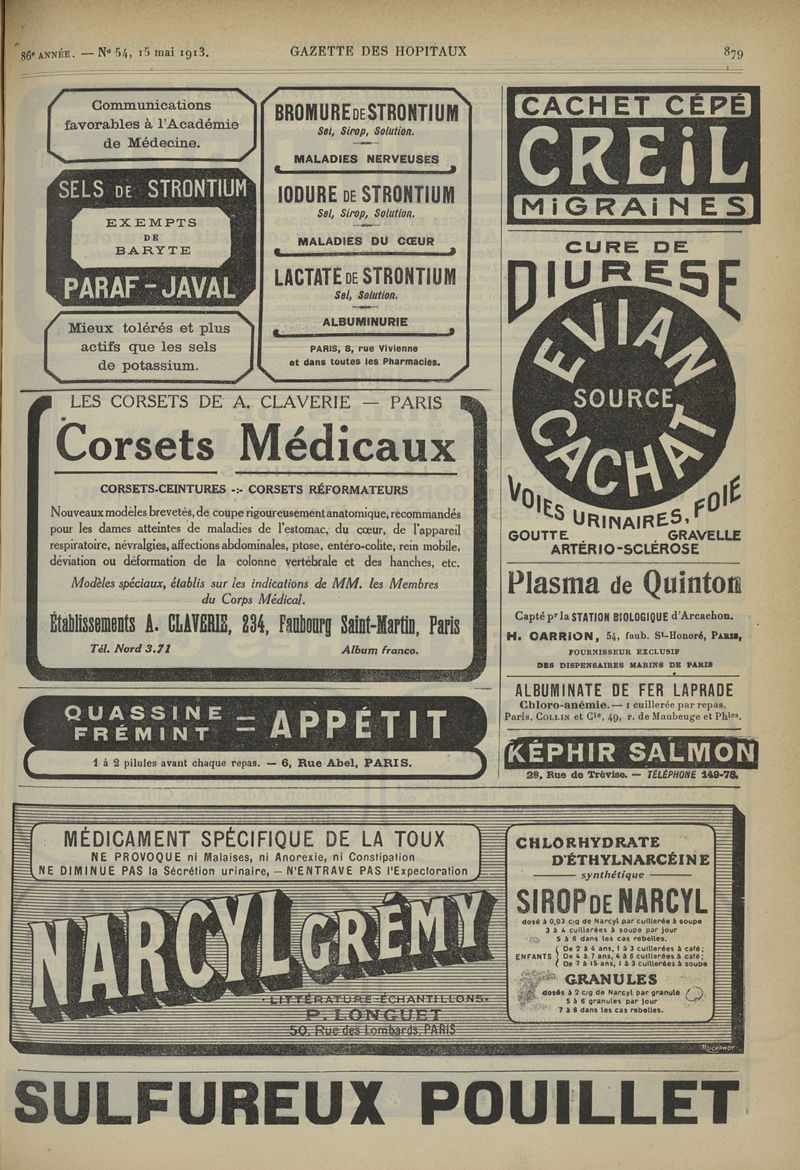 86e ANNÉE. — No 54, 15 mai 1913.
GAZETTE DES HOPITAUX
879
Communications
favorables à l'Académie
de Médecine.
SELS DE STRONTIUM
EXEMPTS
DE
BARYTE
PARAF-JAVAL
Mieux tolérés et plus
actifs que les sels
de potassium.
BROMURE DE STRONTIUM
Sel, Sirop, Solution.
MALADIES NERVEUSES
IODURE DE STRONTIUM
Sel, Sirop, Solution.
MALADIES DU CŒUR
LACTATE DE STRONTIUM
Sel, Solution.
ALBUMINURIE
PARIS, 8, rue Vivienne
et dans toutes les Pharmacies.
LES CORSETS DE A. CLAVERIE — PARIS
Corsets Médicaux
CORSETS-CEINTURES -:- CORSETS RÉFORMATEURS
Nouveaux modèles brevetés, de coupe rigoureusement anatomique, recommandés
pour les dames atteintes de maladies de l'estomac, du cœur, de l'appareil
respiratoire, névralgies, affections abdominales, ptose, entéro-colite, rein mobile,
déviation ou déformation de la colonne vertébrale et des hanches, etc.
Modèles spéciaux, établis sur les indications de MM. les Membres
du Corps Médical.
Établissements A. CLAVERIE, 234, Faubourg Saint-Martin, Paris
Tél. Nord 3.71
Album franco.
QUASSINE
FRÉMINT
= APPÉTIT
1 à 2 pilules avant chaque repas. — 6, Rue Abel, PARIS.
CACHET CÉPÉ
CREiL
MiGRAiNES
CURE DE
DIURESE
EVIAN
SOURCE
CACHAT
VOIES URINAIRES, FOIE
GOUTTE GRAVELLE
ARTÉRIO-SCLÉROSE
Plasma de Quinton
Capté pr la STATION BIOLOGIQUE d'Arcachon.
H. CARRION, 54, faub. St-Honoré, PARIS,
FOURNISSEUR EXCLUSIF
DES DISPENSAIRES MARINS DE PARIS
ALBUMINATE DE FER LAPRADE
Chloro-anémie. — 1 cuillerée par repas.
Paris, COLLIN et Cie, 49, r. de Maubeuge et Phies.
KÉPHIR SALMON
28, Rue de Trévise. — TÉLÉPHONE 149-78.
MÉDICAMENT SPÉCIFIQUE DE LA TOUX
NE PROVOQUE ni Malaises, ni Anorexie, ni Constipation
NE DIMINUE PAS la Sécrétion urinaire, — N'ENTRAVE PAS l'Expectoration
NARCYL GRÉMY
• LITTÉRATURE-ÉCHANTILLONS •
P. LONGUET
50, Rue des Lombards, PARIS
CHLORHYDRATE
D'ÉTHYLNARCÉINE
synthétique
SIROP DE NARCYL
dosé à 0,03 c/g de Narcyl par cuillerée à soupe
3 à 4 cuillerées à soupe par jour
5 à 6 dans les cas rebelles.
ENFANTS { De 2 à 4 ans, 1 à 3 cuillerées à café;
De 4 à 7 ans, 4 à 6 cuillerées à café;
De 7 à 15 ans, 1 à 3 cuillerées à soupe
GRANULES
dosés à 2 c/g de Narcyl par granule
5 à 6 granules par jour
7 à 8 dans les cas rebelles.
RUCKPHOT
SULFUREUX POUILLET